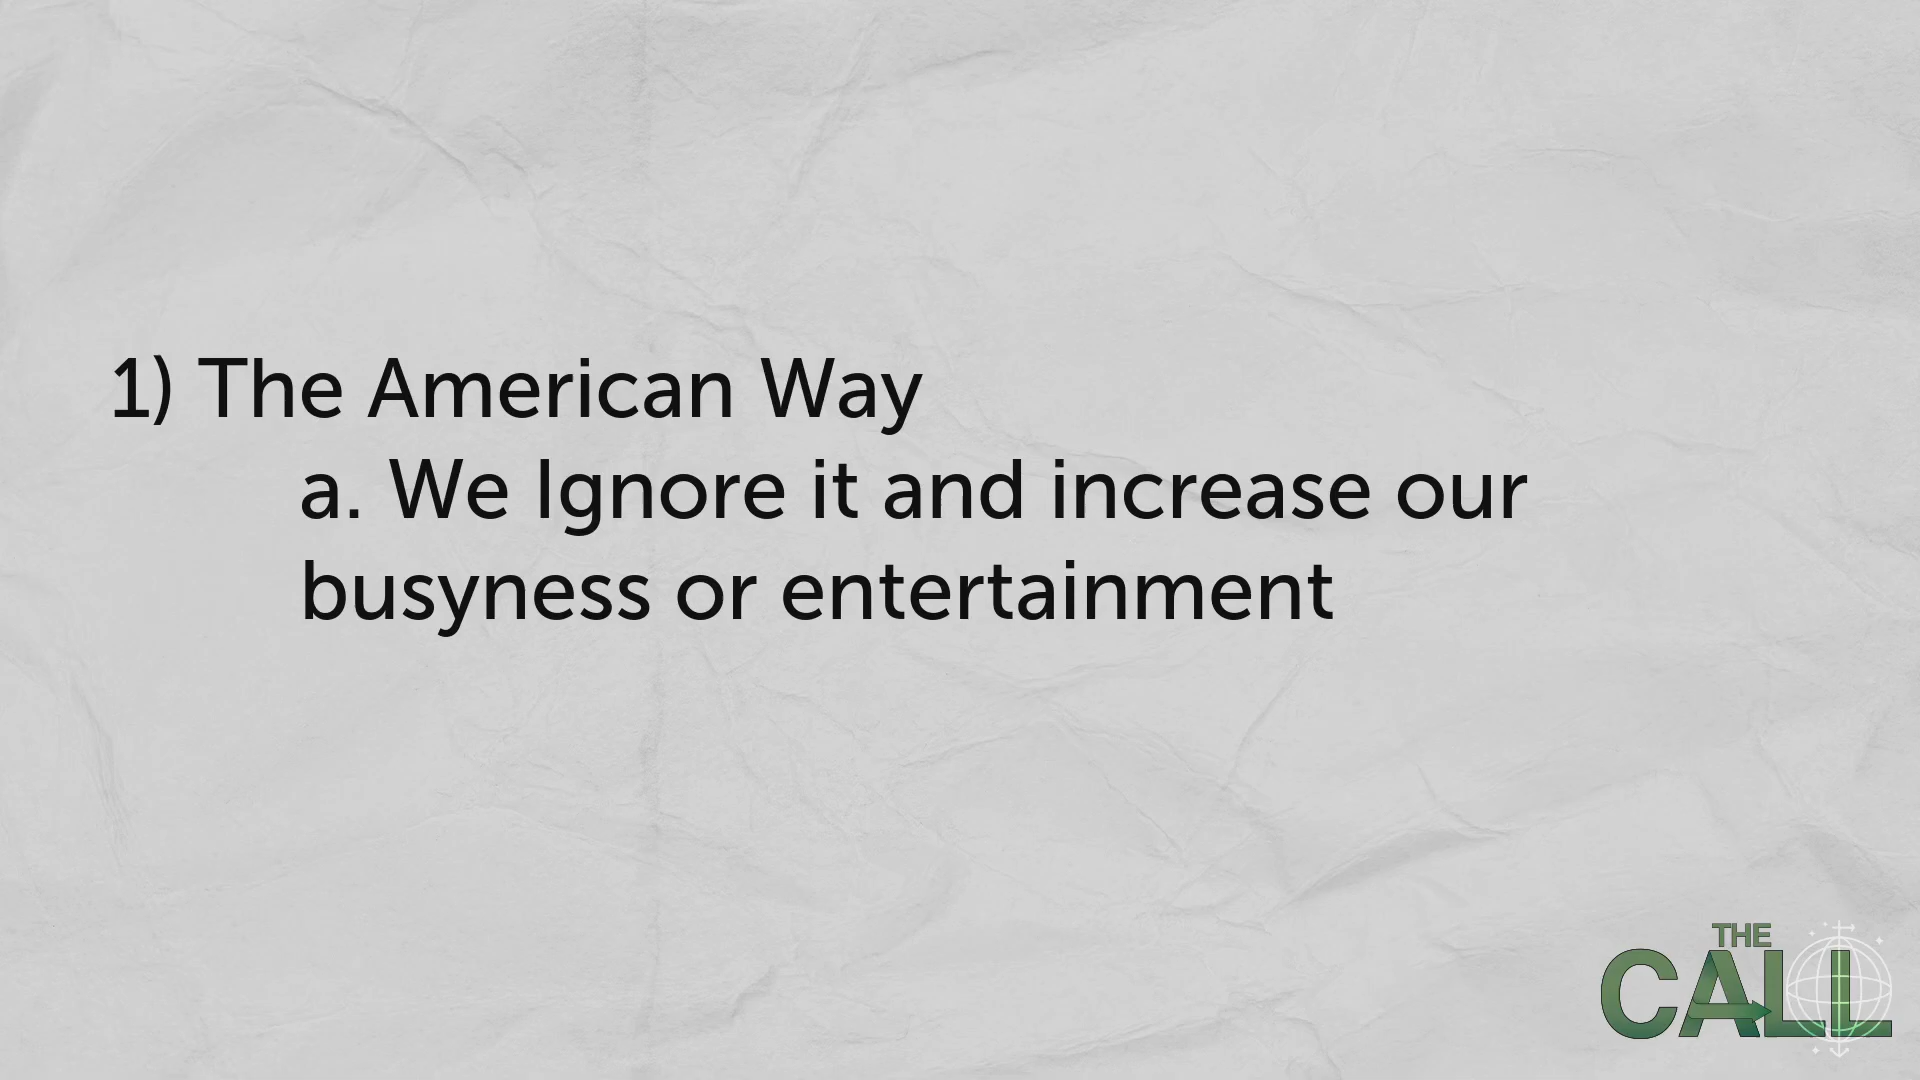 1) The American Way
a. We Ignore it and increase our
busyness or entertainment
THE
CALL